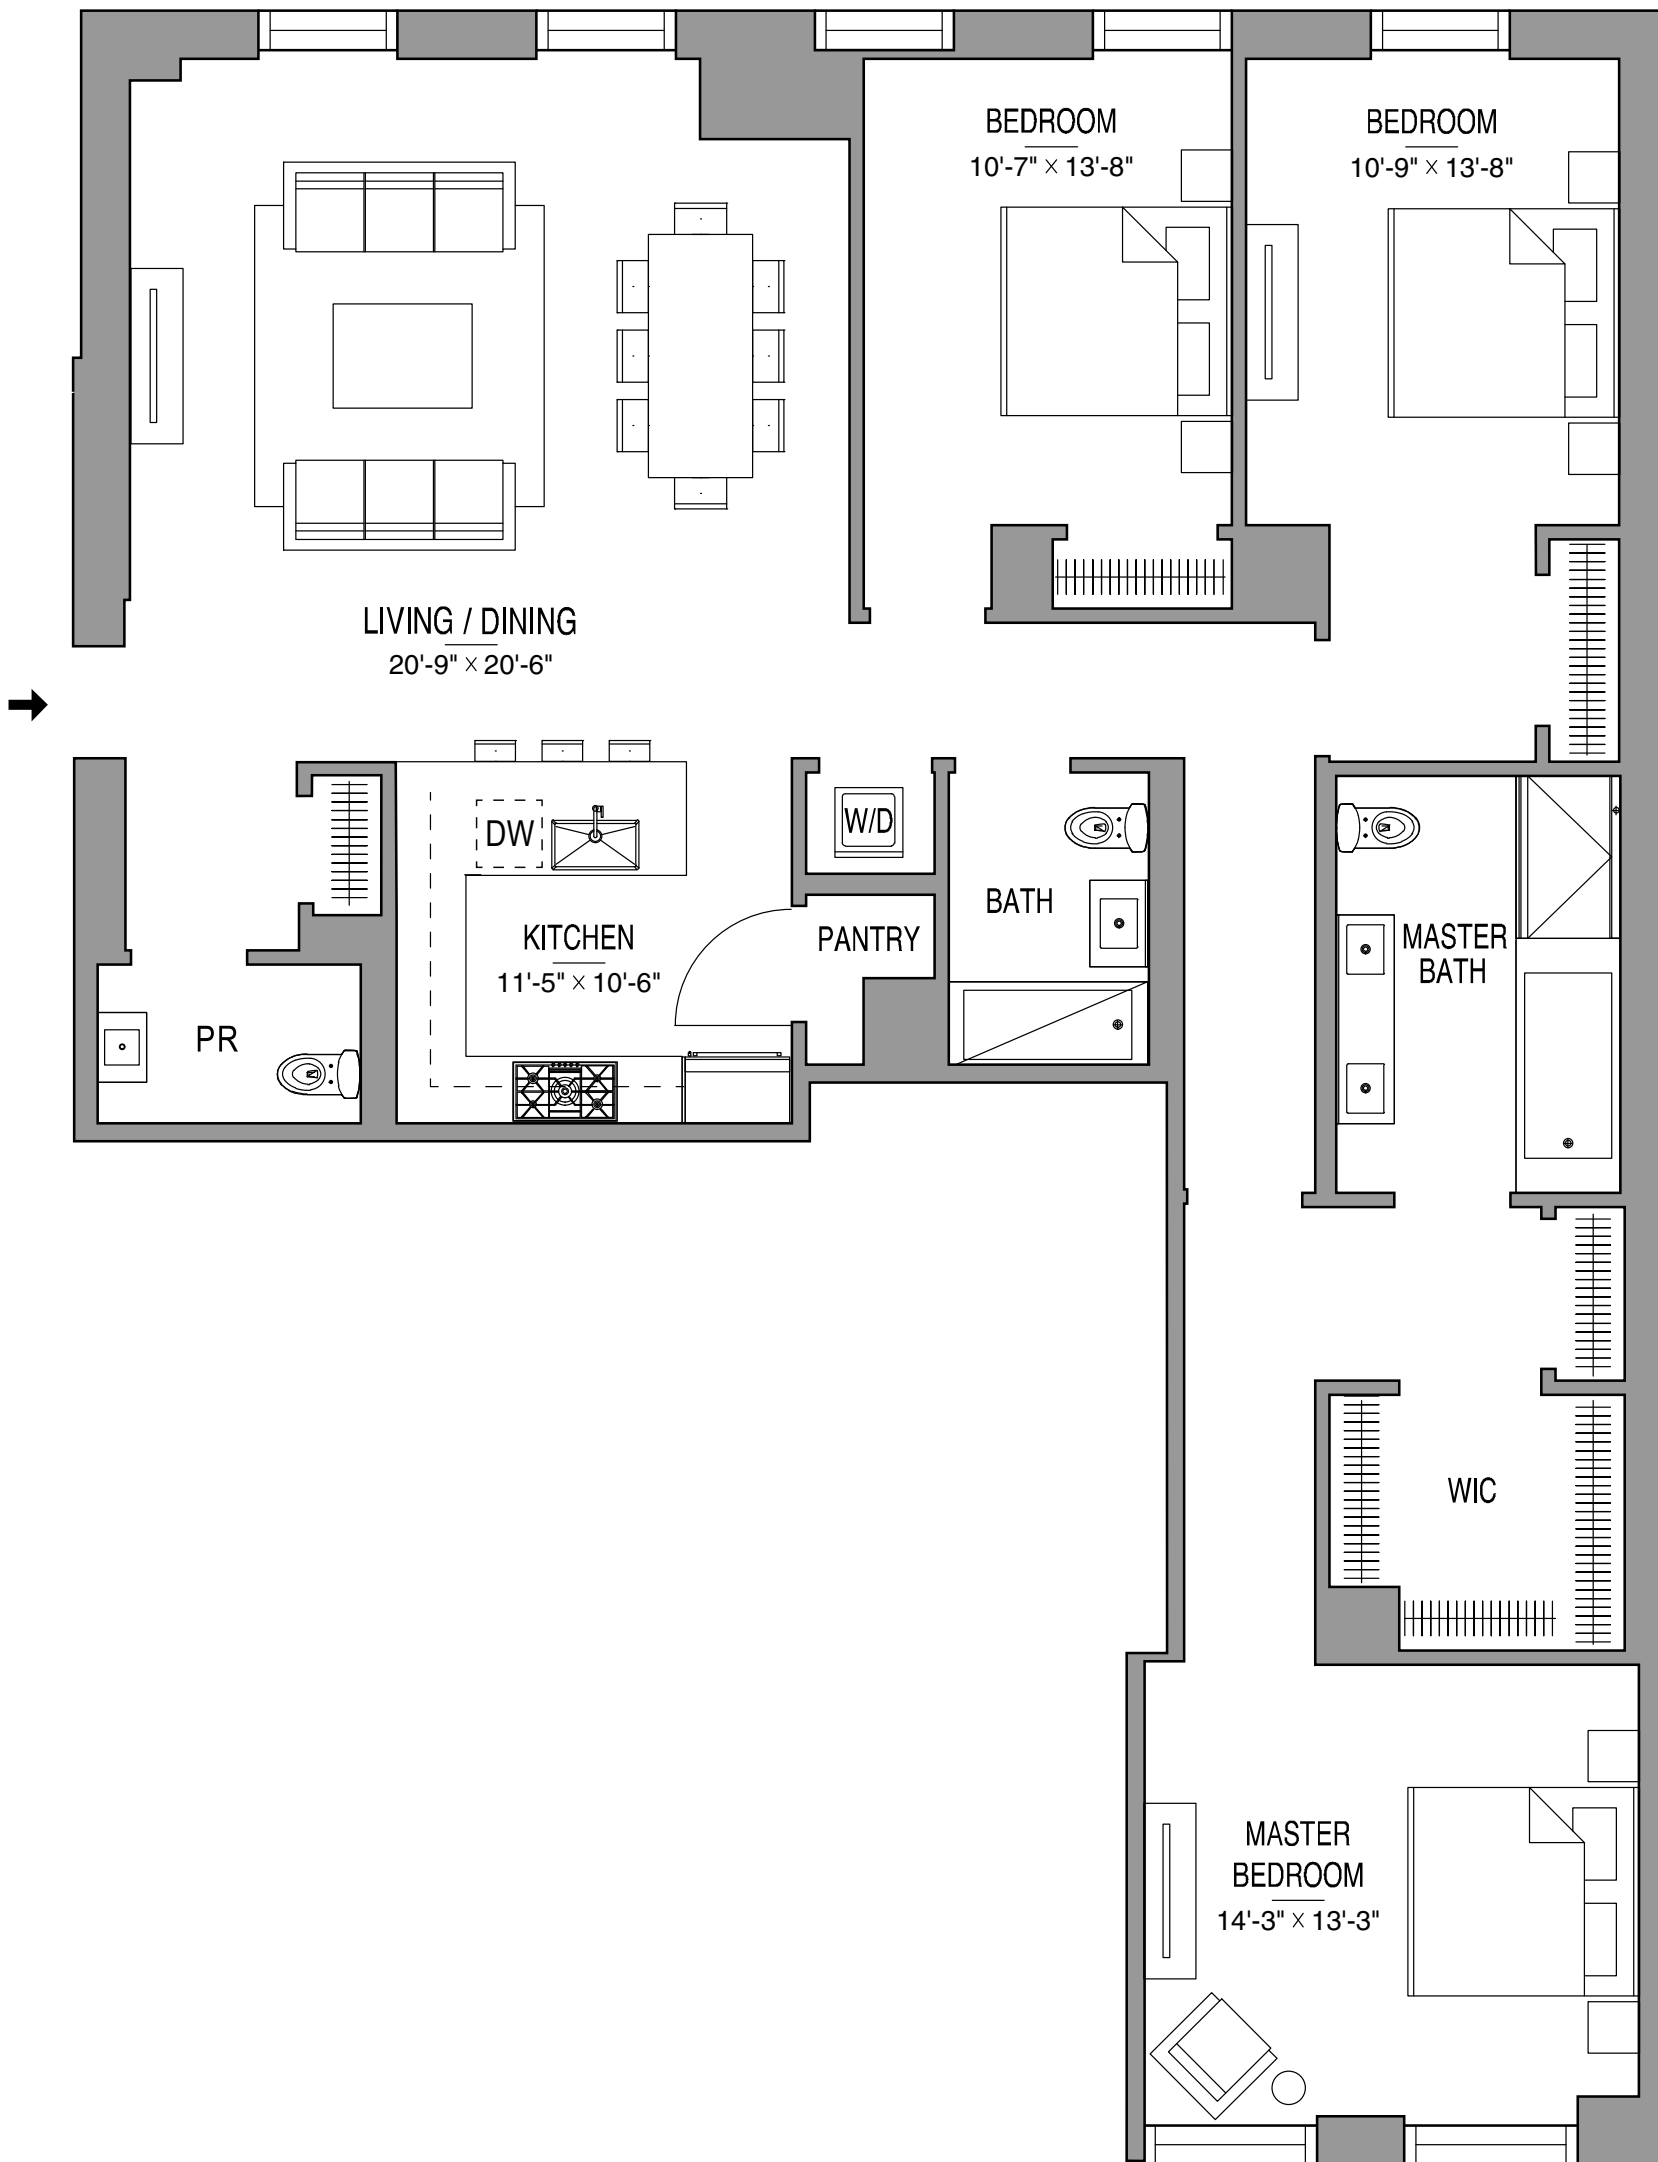 BEDROOM
10'-7" × 13'-8"
BEDROOM
10'-9" × 13'-8"
LIVING / DINING
20'-9" × 20'-6"
DW
W/D
BATH
KITCHEN
11'-5" × 10'-6"
PANTRY
MASTER
BATH
PR
WIC
MASTER
BEDROOM
14'-3" × 13'-3"